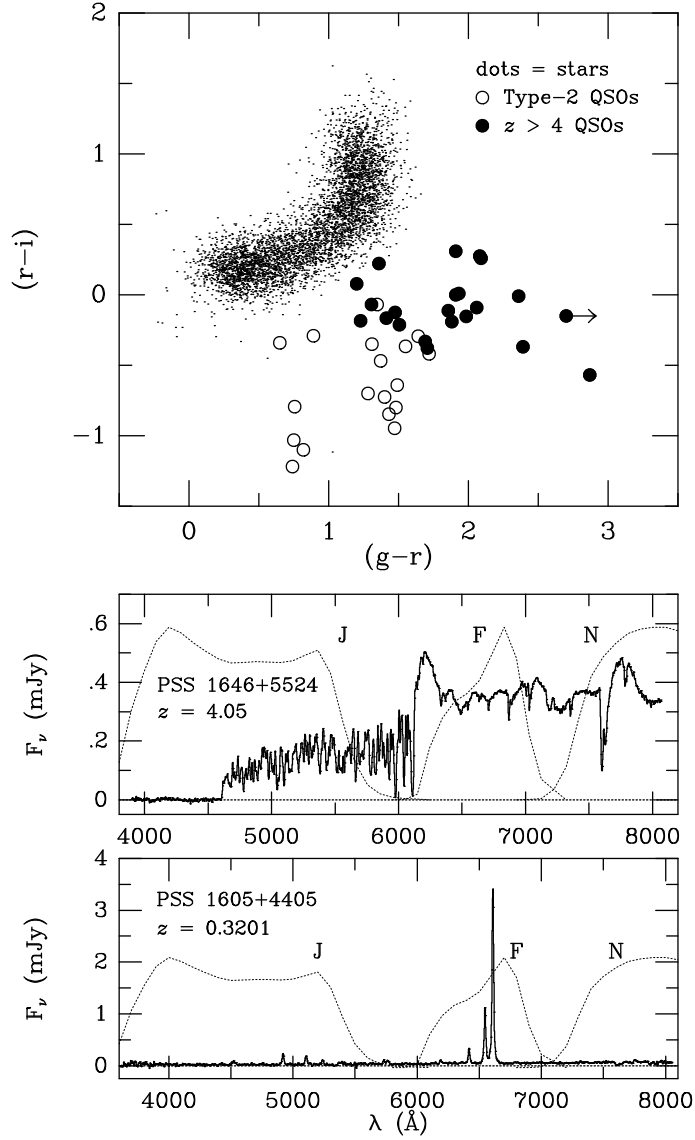 2
dots = stars
Type-2 QSOs
z > 4 QSOs
1
(r-i)
0
-1
0 1 2 3
(g-r)
.6
J F N
PSS 1646+5524
z = 4.05
.4
F_ν (mJy)
.2
0
4000 5000 6000 7000 8000
4
PSS 1605+4405
z = 0.3201
3
J F N
F_ν (mJy)
2
1
0
4000 5000 6000 7000 8000
λ (Å)